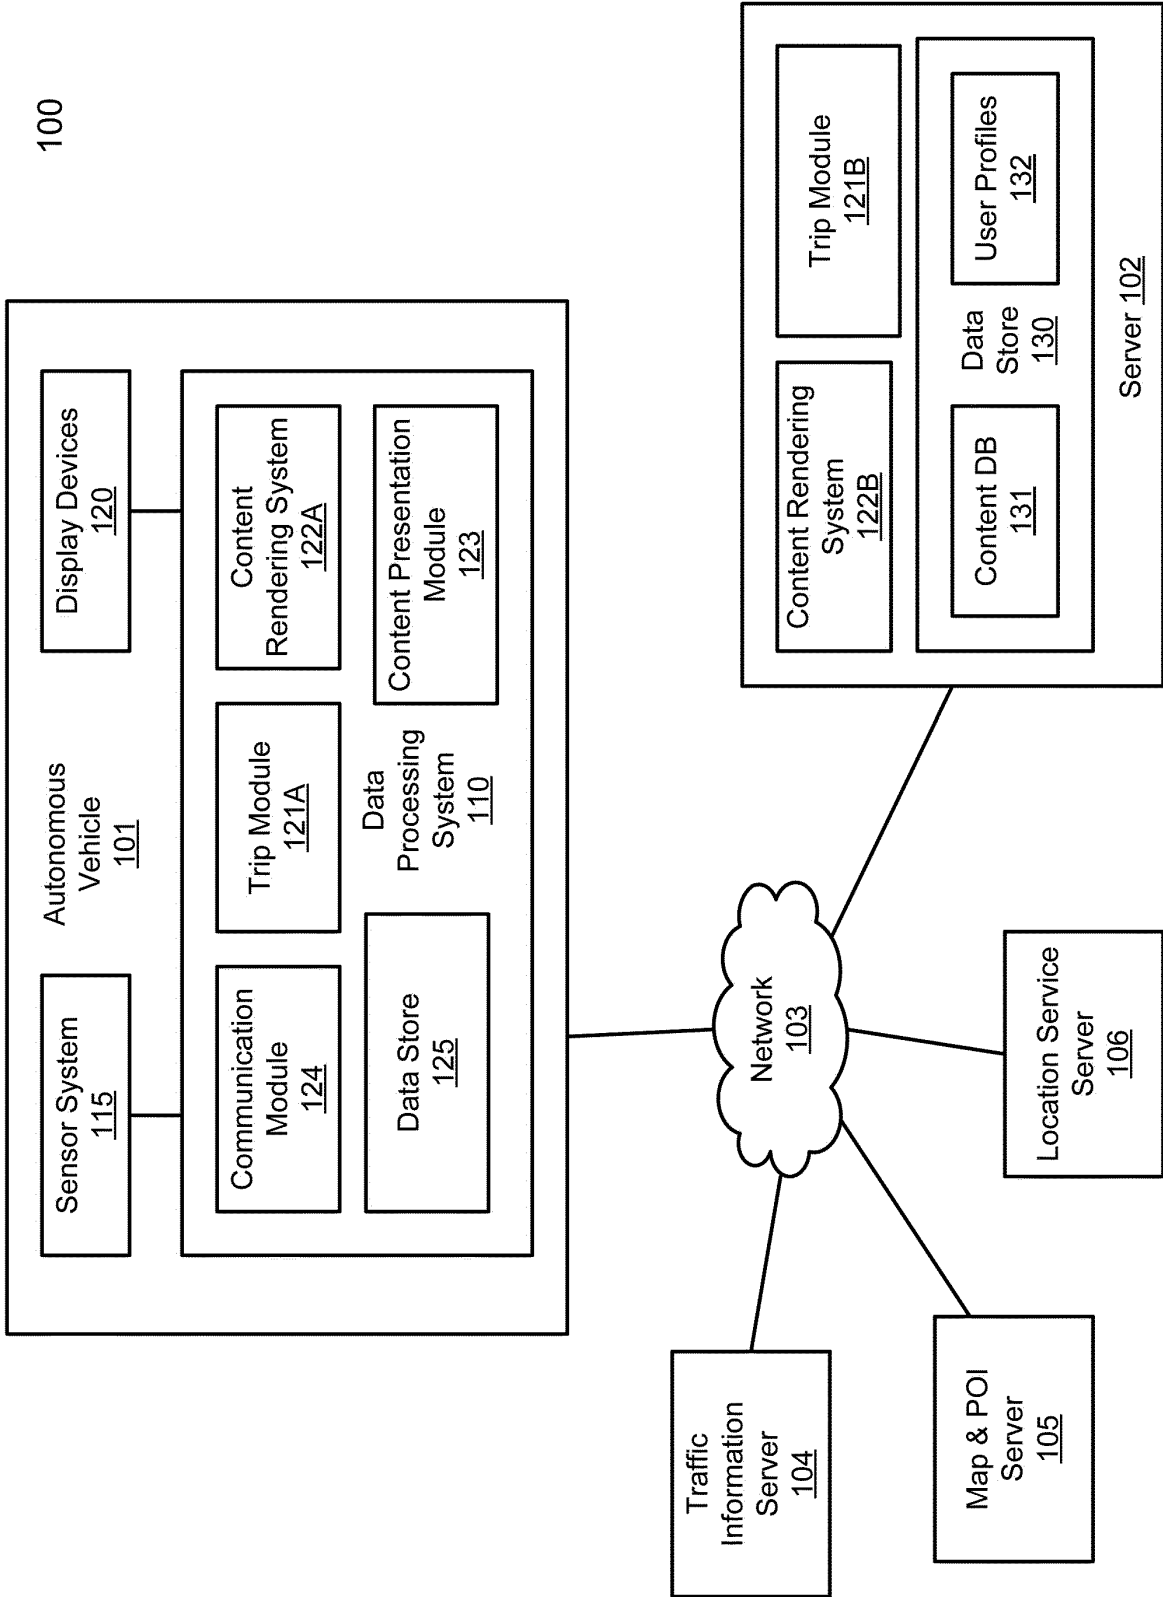 100
Autonomous
Vehicle
101
Sensor System
115
Display Devices
120
Communication
Module
124
Trip Module
121A
Content
Rendering System
122A
Data Store
125
Data
Processing
System
110
Content Presentation
Module
123
Network
103
Traffic
Information
Server
104
Map & POI
Server
105
Location Service
Server
106
Content Rendering
System
122B
Trip Module
121B
Content DB
131
Data
Store
130
User Profiles
132
Server 102